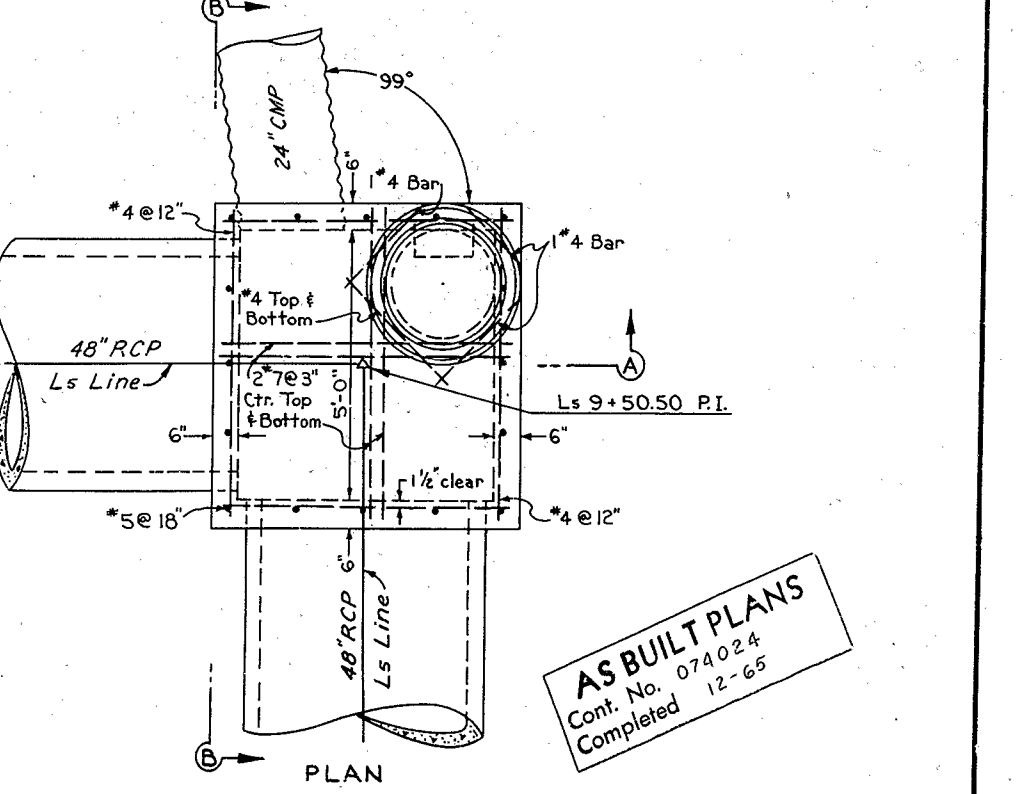 B
99°
24" CMP
6"
1 #4 Bar
#4 @ 12"
1 #4 Bar
#4 Top &
Bottom
48" RCP
Ls Line
2 #7 @ 3"
Ctr. Top
& Bottom
5'-0"
A
Ls 9+50.50 P.I.
6"
6"
1 1/2" clear
#5 @ 18"
#4 @ 12"
6"
48" RCP
Ls Line
AS BUILT PLANS
Cont. No. 074024
Completed 12-65
B
PLAN